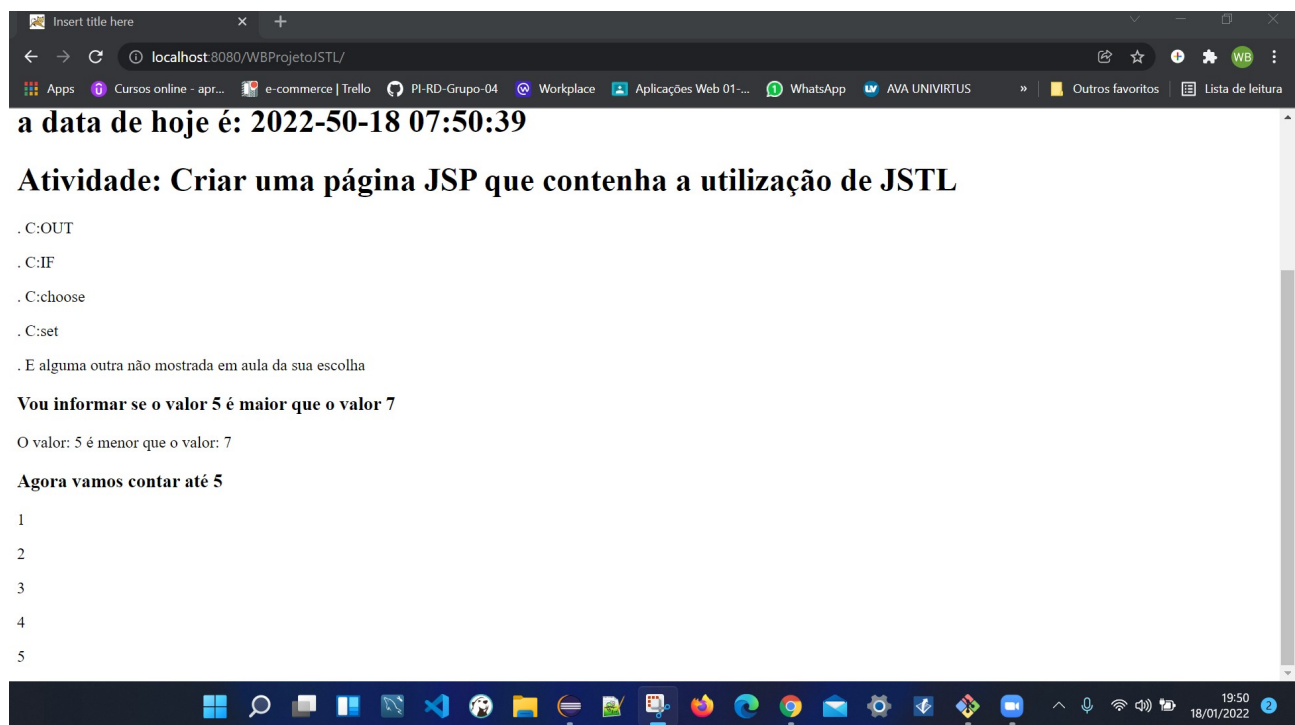 Insert title here
localhost:8080/WBProjetoJSTL/
WB
Apps
Cursos online - apr...
e-commerce | Trello
PI-RD-Grupo-04
Workplace
Aplicações Web 01-...
WhatsApp
AVA UNIVIRTUS
»
Outros favoritos
Lista de leitura
a data de hoje é: 2022-50-18 07:50:39
Atividade: Criar uma página JSP que contenha a utilização de JSTL
. C:OUT
. C:IF
. C:choose
. C:set
. E alguma outra não mostrada em aula da sua escolha
Vou informar se o valor 5 é maior que o valor 7
O valor: 5 é menor que o valor: 7
Agora vamos contar até 5
1
2
3
4
5
19:50
18/01/2022
2